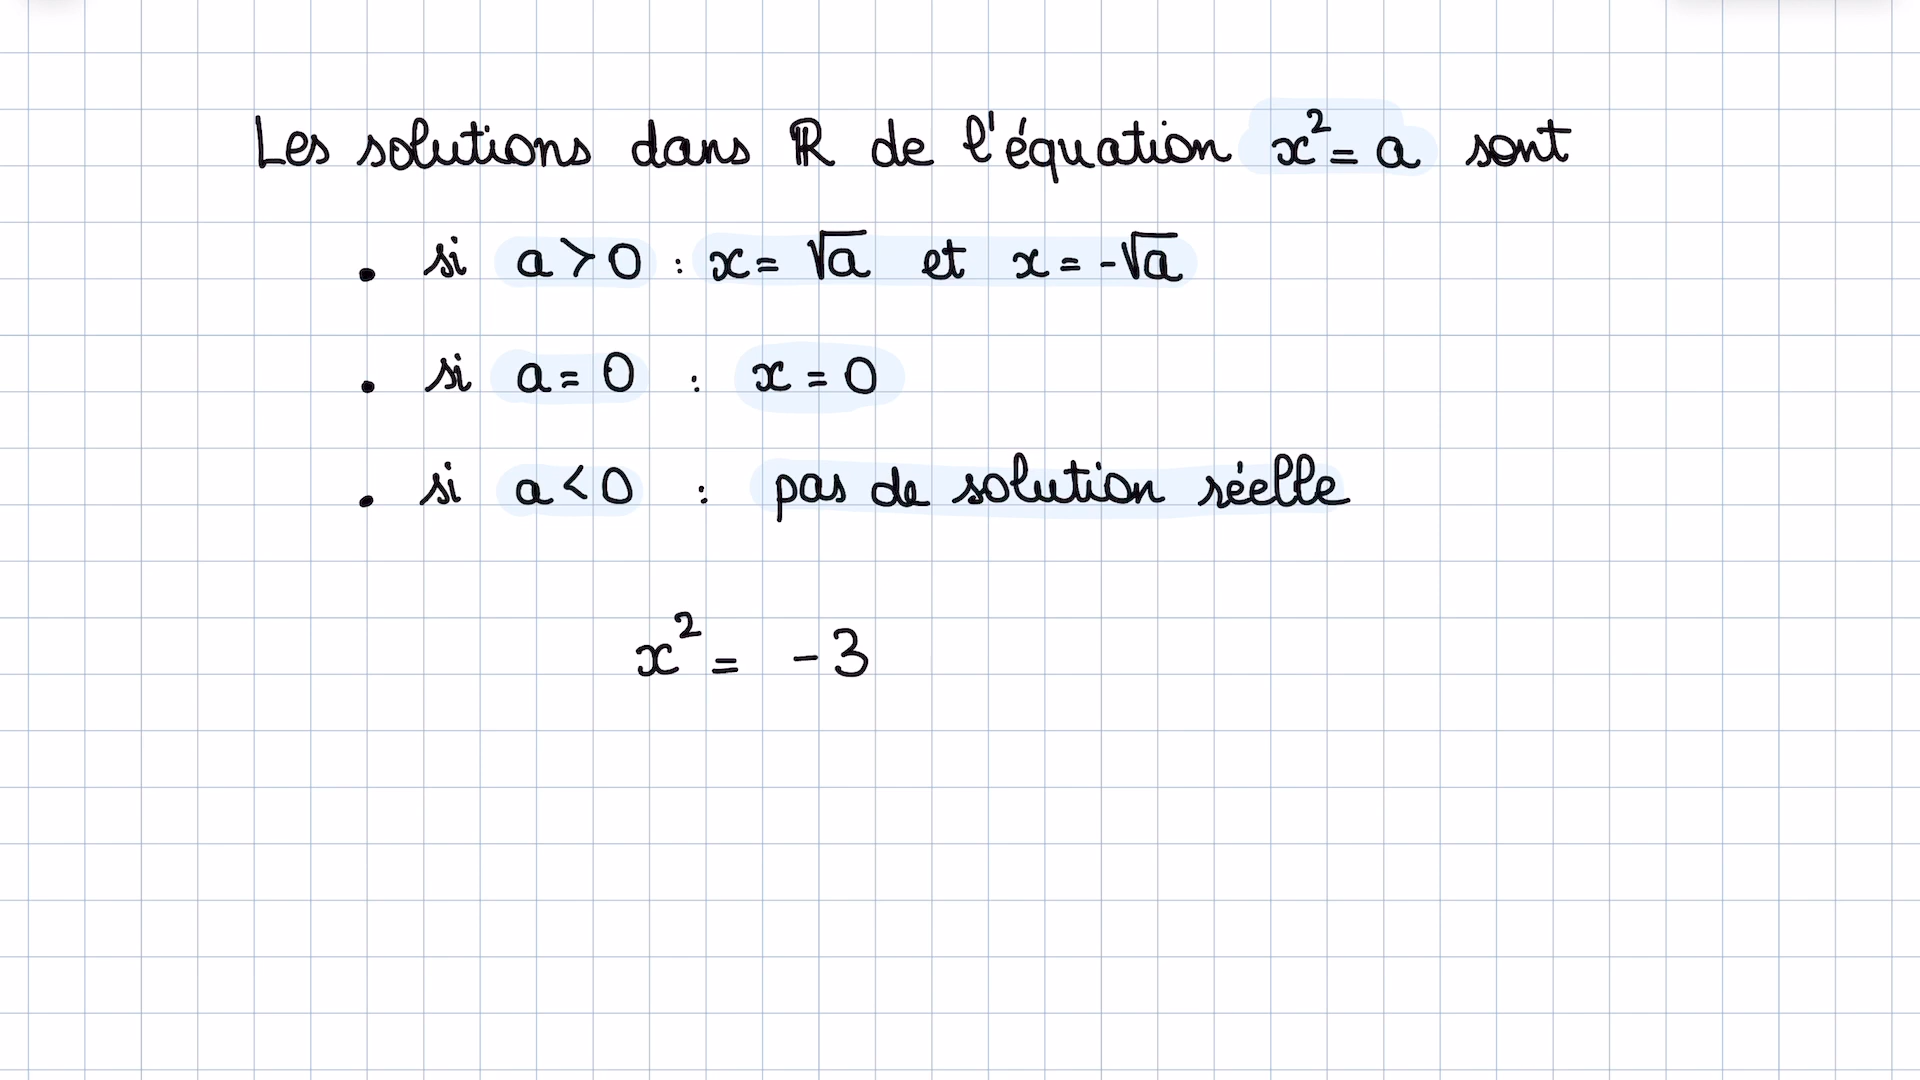 Les solutions dans ℝ de l'équation x² = a sont
• si a > 0 : x = √a et x = -√a
• si a = 0 : x = 0
• si a < 0 : pas de solution réelle
x² = -3